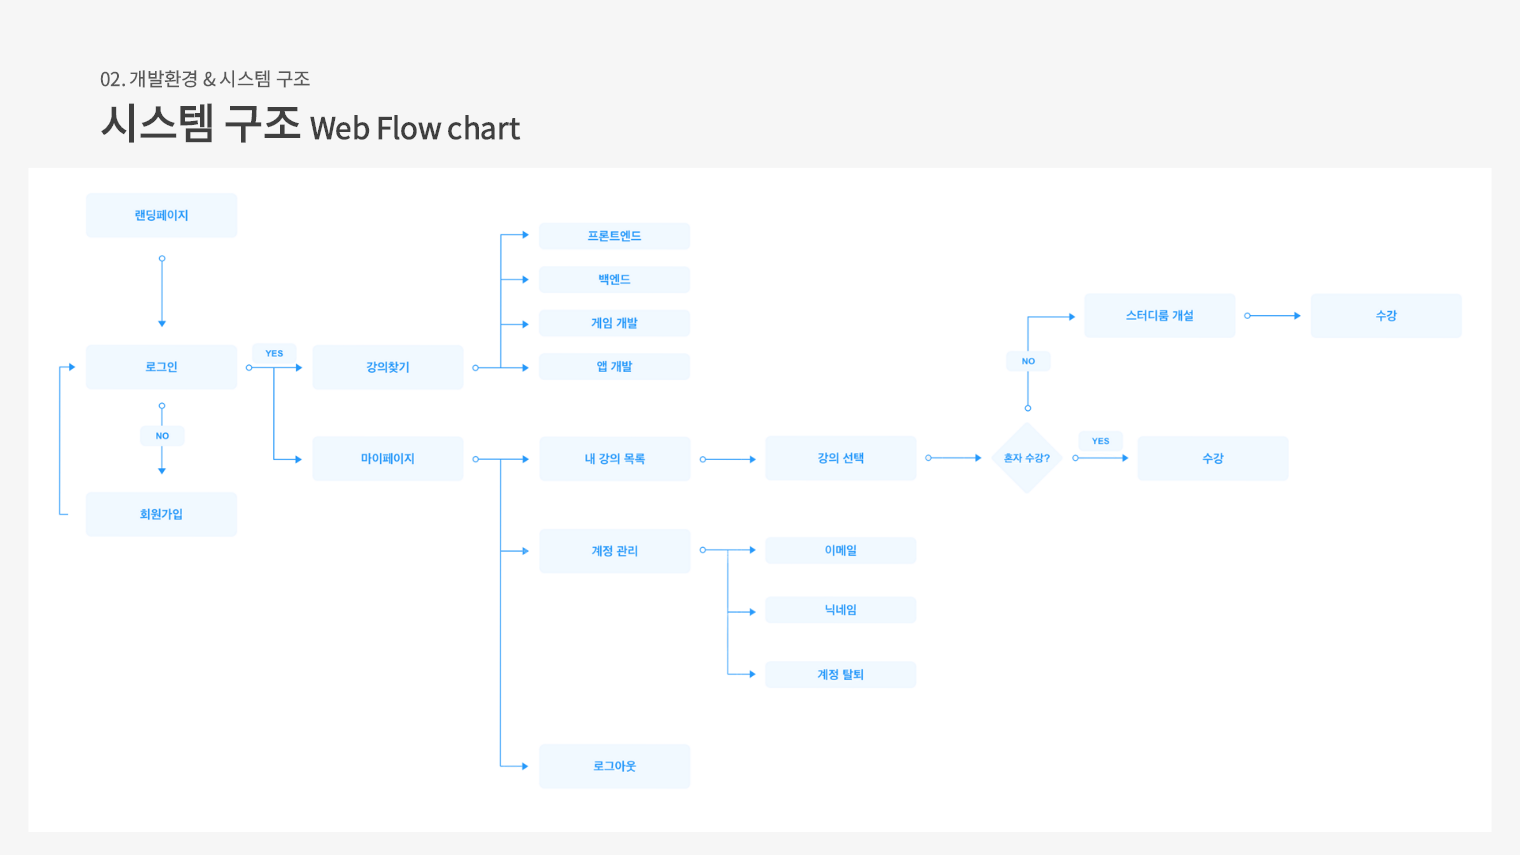 02. 개발환경 & 시스템 구조
시스템 구조 Web Flow chart
랜딩페이지
로그인
YES
NO
회원가입
강의찾기
프론트엔드
백엔드
게임 개발
앱 개발
마이페이지
내 강의 목록
강의 선택
혼자 수강?
NO
스터디룸 개설
수강
YES
수강
계정 관리
이메일
닉네임
계정 탈퇴
로그아웃